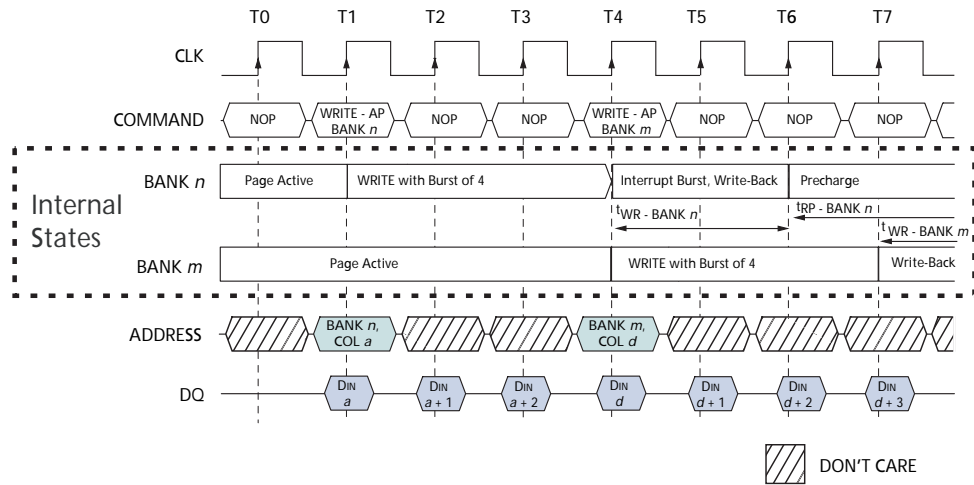 T0 T1 T2 T3 T4 T5 T6 T7
CLK
COMMAND NOP WRITE - AP BANK n NOP NOP WRITE - AP BANK m NOP NOP NOP
Internal States
BANK n Page Active WRITE with Burst of 4 Interrupt Burst, Write-Back Precharge
tWR - BANK n tRP - BANK n
tWR - BANK m
BANK m Page Active WRITE with Burst of 4 Write-Back
ADDRESS BANK n, COL a BANK m, COL d
DQ DIN a DIN a + 1 DIN a + 2 DIN d DIN d + 1 DIN d + 2 DIN d + 3
DON'T CARE